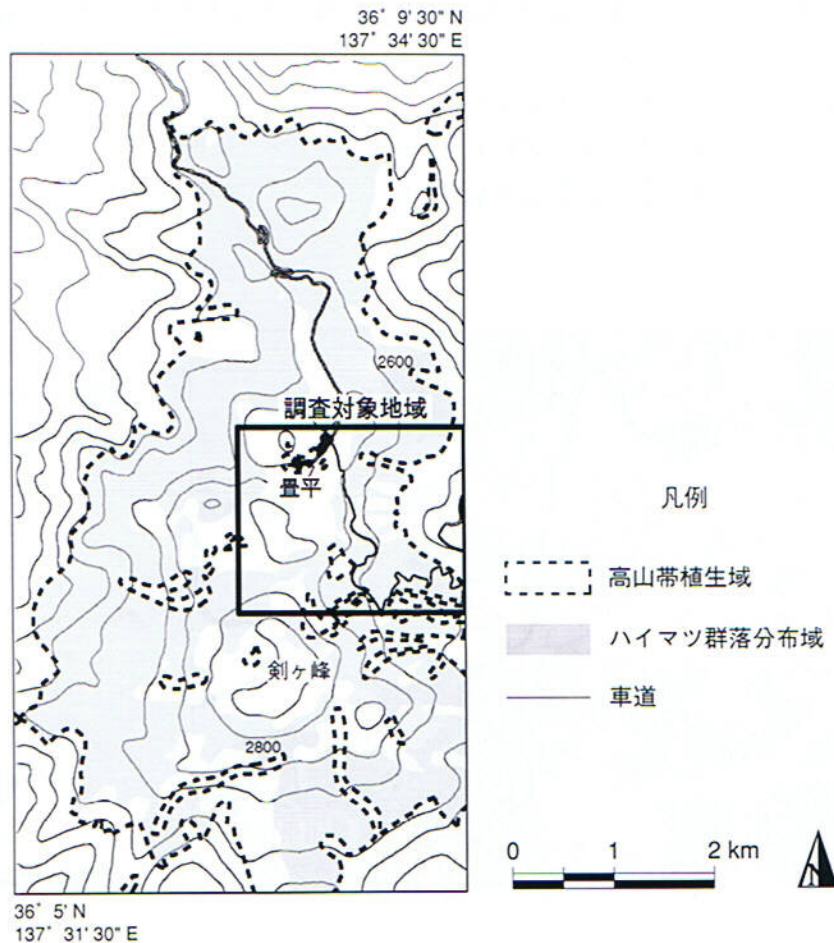 36° 9' 30" N
137° 34' 30" E
2600
調査対象地域
畳平
剣ヶ峰
2800
凡例
高山帯植生域
ハイマツ群落分布域
車道
0 1 2 km
36° 5' N
137° 31' 30" E